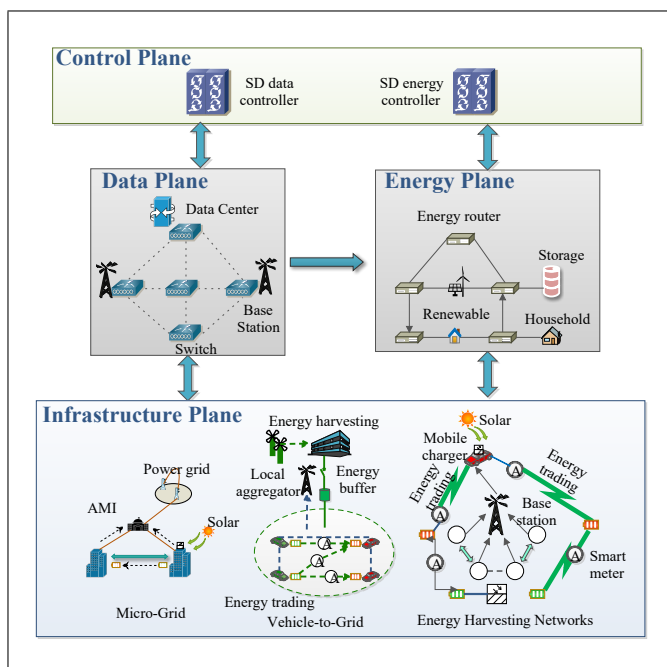 Control Plane
SD data
controller
SD energy
controller
Data Plane
Data Center
Base
Station
Switch
Energy Plane
Energy router
Storage
Renewable
Household
Infrastructure Plane
Power grid
AMI
Solar
Micro-Grid
Energy harvesting
Local
aggregator
Energy
buffer
A
A
A
Energy trading
Vehicle-to-Grid
Solar
Mobile
charger
A
Energy
trading
Energy
trading
A
Base
station
A
A
Smart
meter
Energy Harvesting Networks